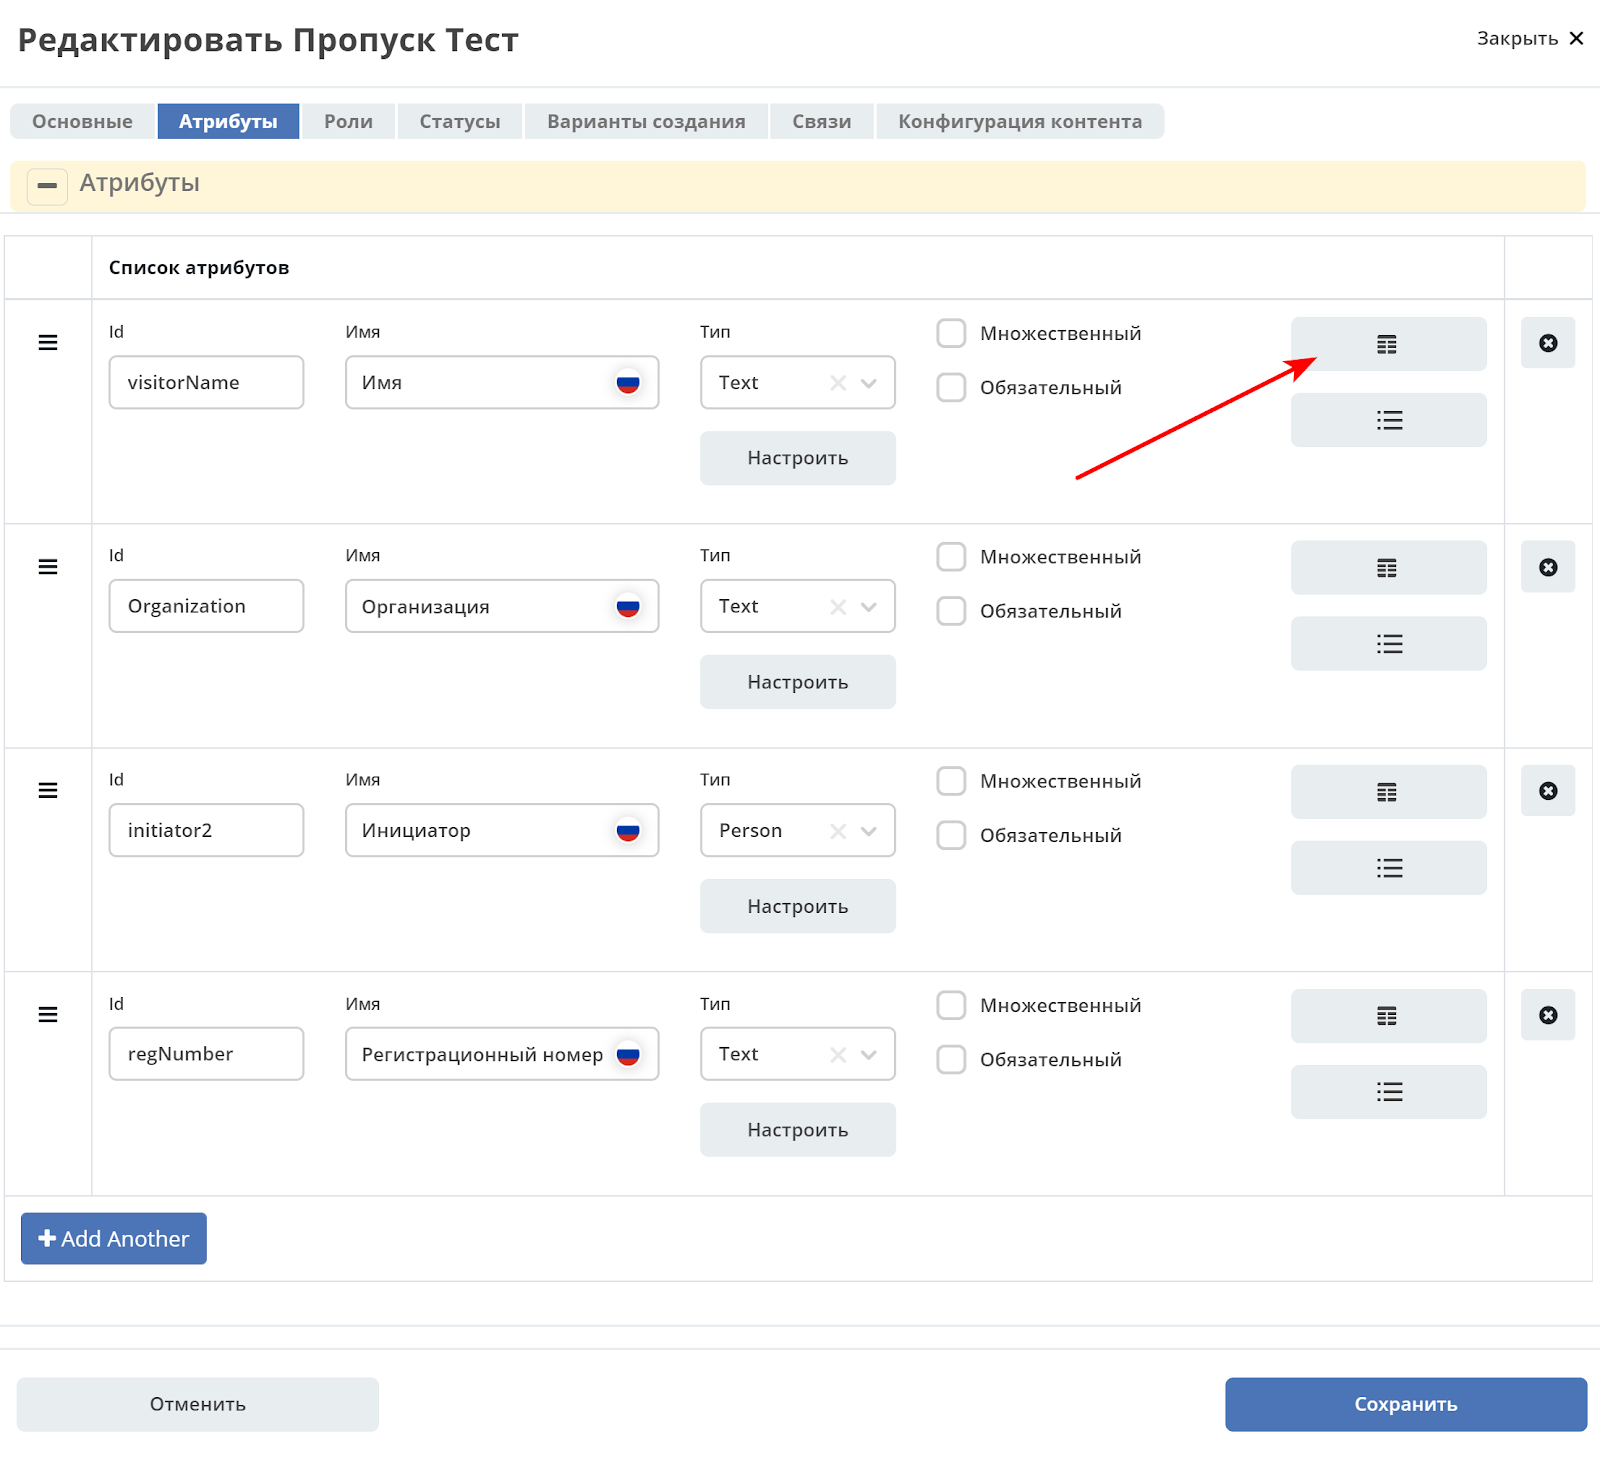 Редактировать Пропуск Тест
Закрыть
Основные Атрибуты Роли Статусы Варианты создания Связи Конфигурация контента
Атрибуты
Список атрибутов
Id Имя Тип Множественный
visitorName Имя Text Обязательный
Настроить
Id Имя Тип Множественный
Organization Организация Text Обязательный
Настроить
Id Имя Тип Множественный
initiator2 Инициатор Person Обязательный
Настроить
Id Имя Тип Множественный
regNumber Регистрационный номер Text Обязательный
Настроить
Add Another
Отменить Сохранить